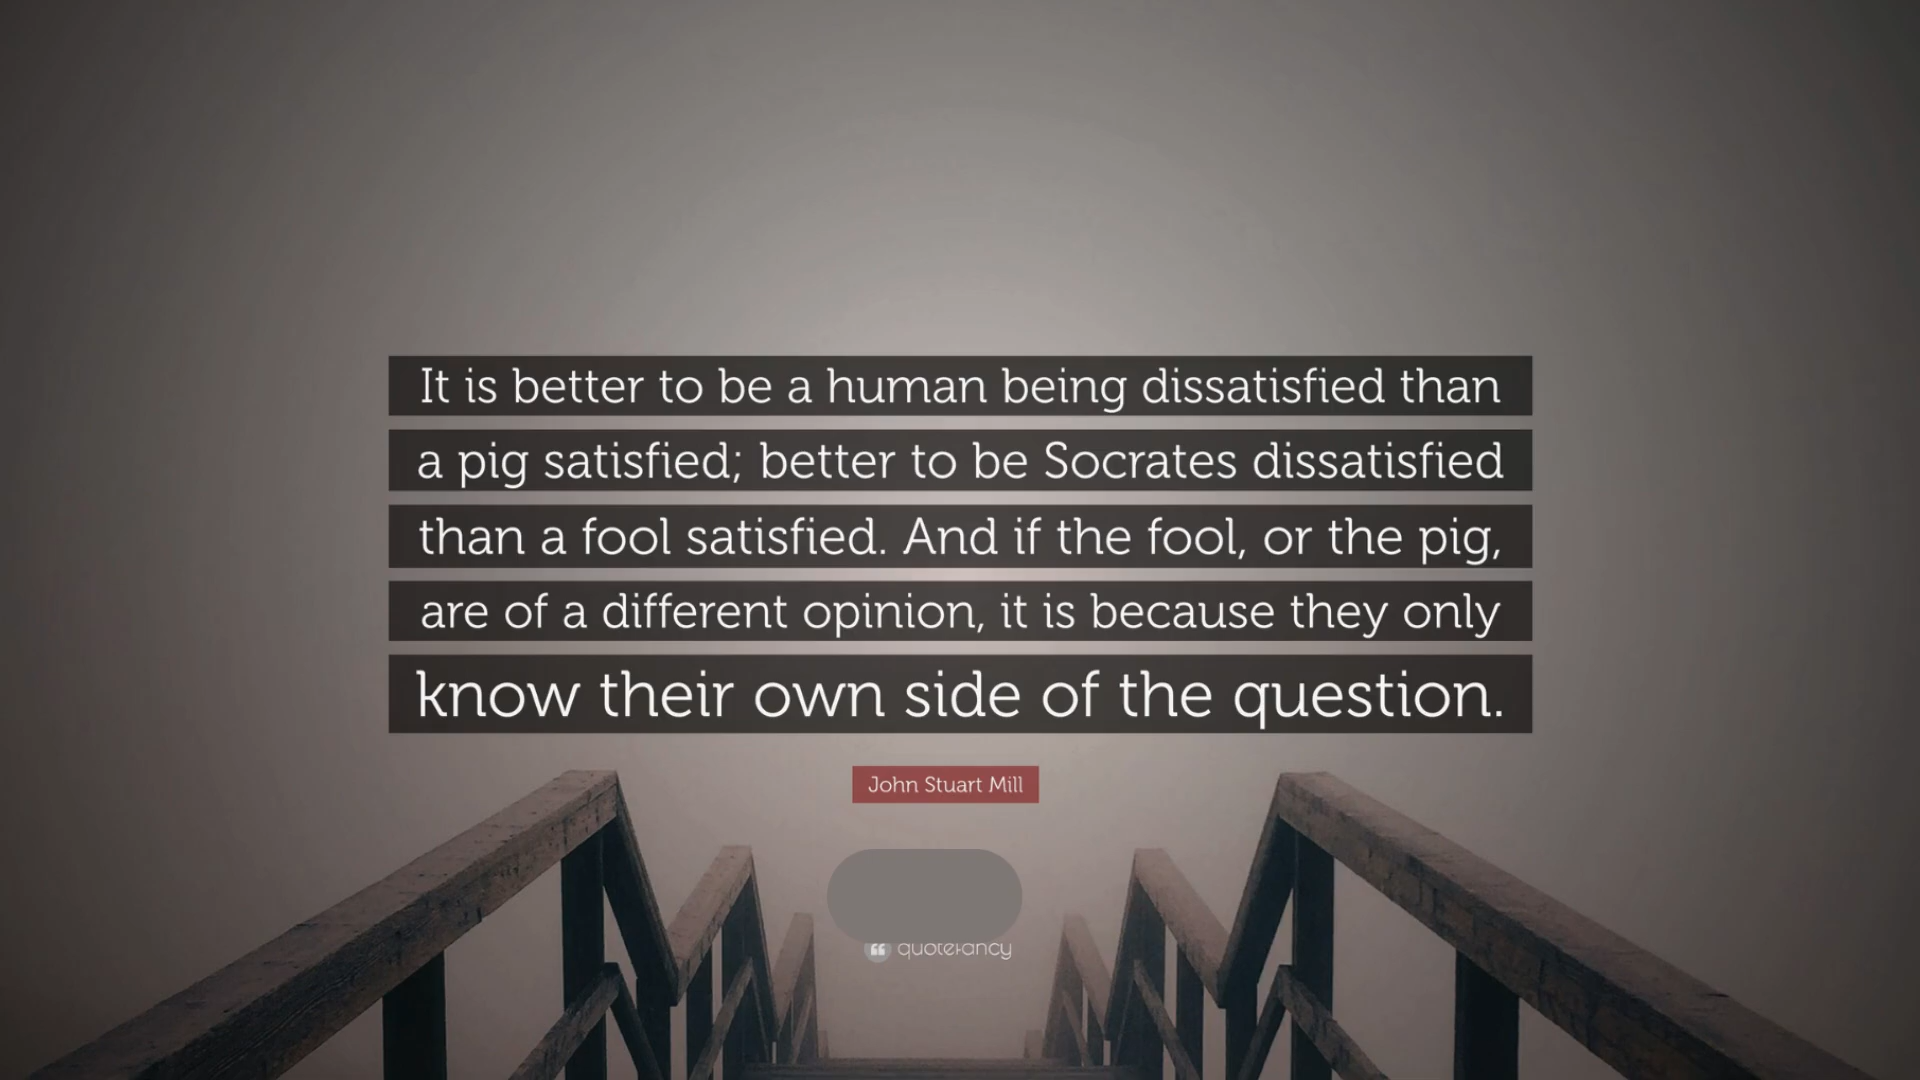 It is better to be a human being dissatisfied than
a pig satisfied; better to be Socrates dissatisfied
than a fool satisfied. And if the fool, or the pig,
are of a different opinion, it is because they only
know their own side of the question.
John Stuart Mill
quotefancy